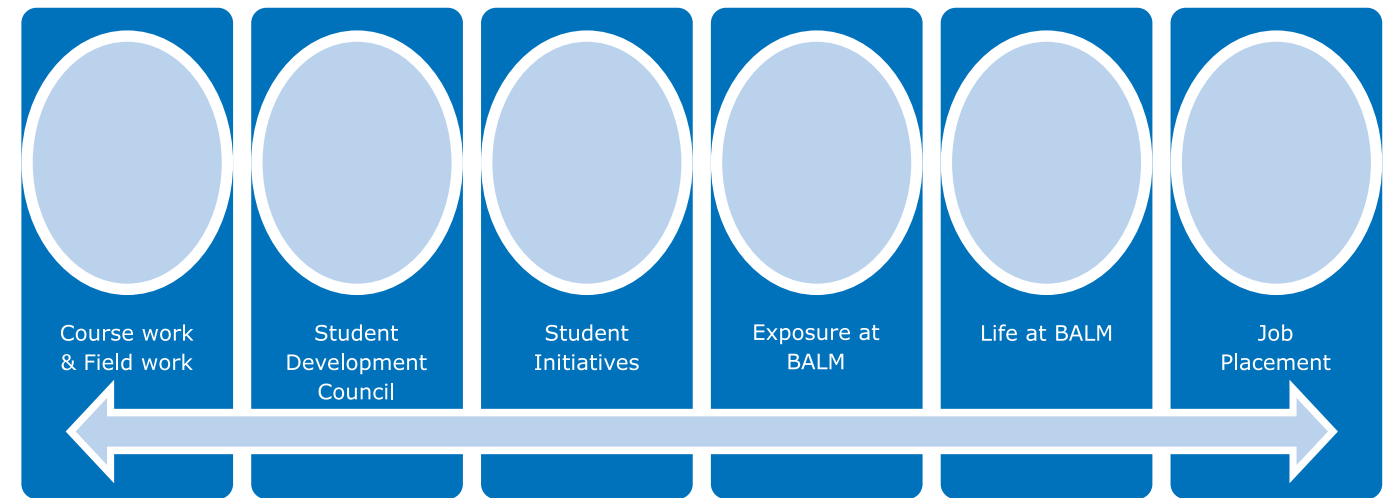 Course work
& Field work
Student
Development
Council
Student
Initiatives
Exposure at
BALM
Life at BALM
Job
Placement